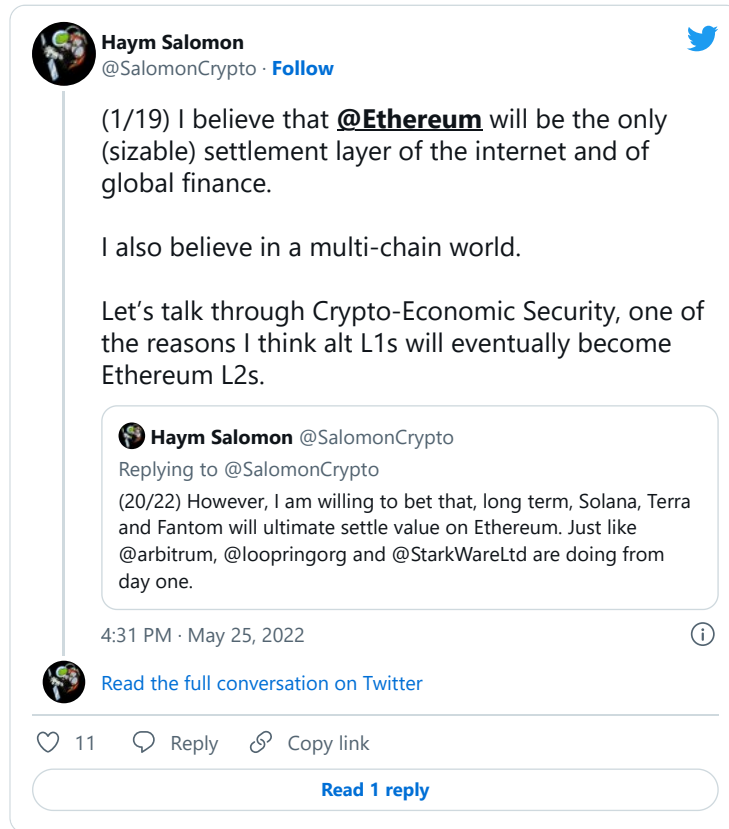 Haym Salomon
@SalomonCrypto · Follow
(1/19) I believe that @Ethereum will be the only
(sizable) settlement layer of the internet and of
global finance.
I also believe in a multi-chain world.
Let's talk through Crypto-Economic Security, one of
the reasons I think alt L1s will eventually become
Ethereum L2s.
Haym Salomon @SalomonCrypto
Replying to @SalomonCrypto
(20/22) However, I am willing to bet that, long term, Solana, Terra
and Fantom will ultimate settle value on Ethereum. Just like
@arbitrum, @loopringorg and @StarkWareLtd are doing from
day one.
4:31 PM · May 25, 2022
Read the full conversation on Twitter
11 Reply Copy link
Read 1 reply